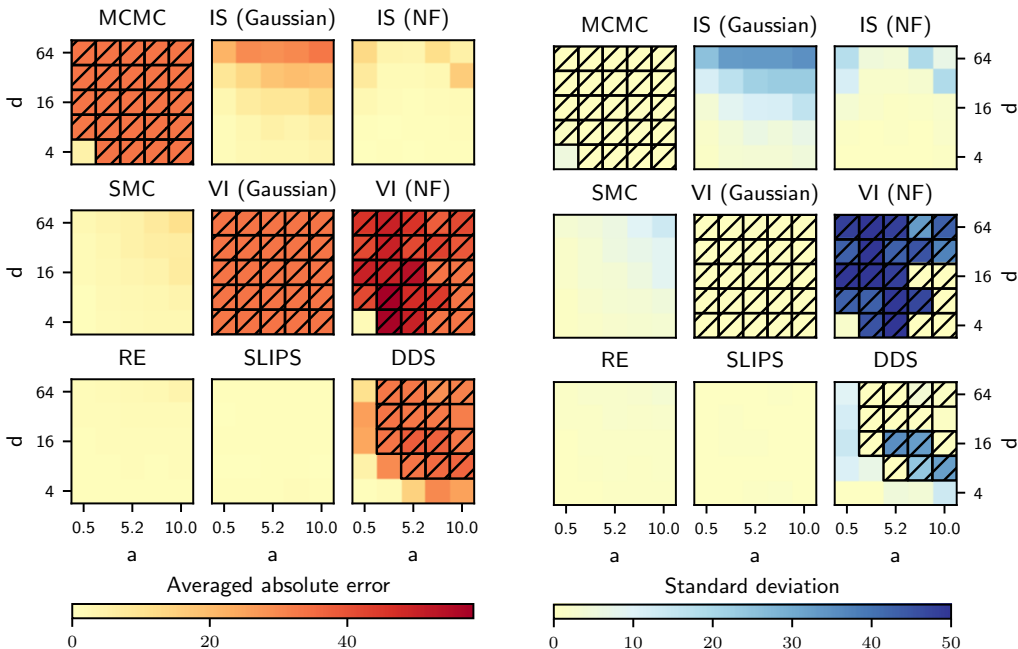 MCMC IS (Gaussian) IS (NF)
64
16
4
d
SMC VI (Gaussian) VI (NF)
64
16
4
d
RE SLIPS DDS
64
16
4
d
0.5 5.2 10.0 0.5 5.2 10.0 0.5 5.2 10.0
a a a
Averaged absolute error
0 20 40
MCMC IS (Gaussian) IS (NF)
64
16
4
d
SMC VI (Gaussian) VI (NF)
64
16
4
d
RE SLIPS DDS
64
16
4
d
0.5 5.2 10.0 0.5 5.2 10.0 0.5 5.2 10.0
a a a
Standard deviation
0 10 20 30 40 50